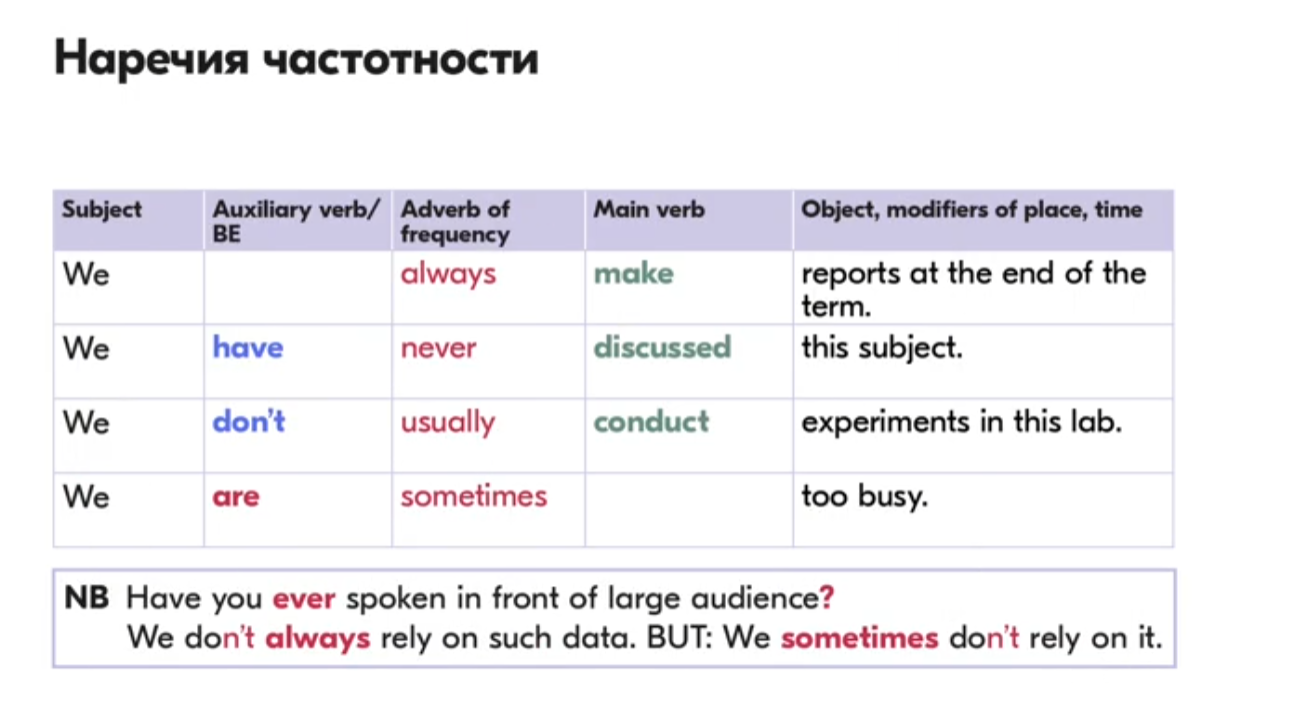 Наречия частотности
Subject Auxiliary verb/ Adverb of Main verb Object, modifiers of place, time
BE frequency
We always make reports at the end of the
term.
We have never discussed this subject.
We don’t usually conduct experiments in this lab.
We are sometimes too busy.
NB Have you ever spoken in front of large audience?
We don’t always rely on such data. BUT: We sometimes don’t rely on it.